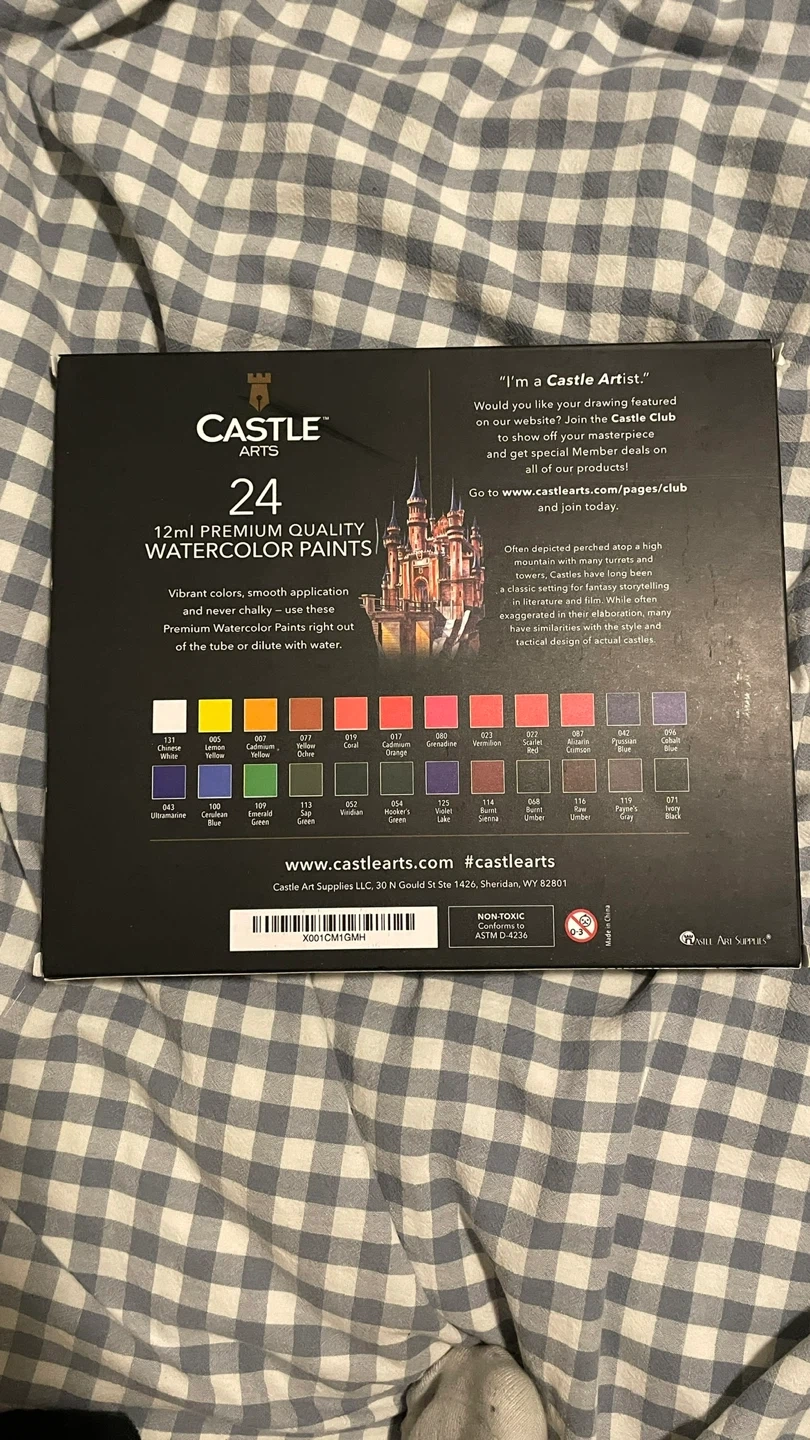 CASTLE™
ARTS
24
12ml PREMIUM QUALITY
WATERCOLOR PAINTS
Vibrant colors, smooth application
and never chalky – use these
Premium Watercolor Paints right out
of the tube or dilute with water.
“I'm a Castle Artist.”
Would you like your drawing featured
on our website? Join the Castle Club
to show off your masterpiece
and get special Member deals on
all of our products!
Go to www.castlearts.com/pages/club
and join today.
Often depicted perched atop a high
mountain with many turrets and
towers, Castles have long been
a classic setting for fantasy storytelling
in literature and film. While often
exaggerated in their elaboration, many
have similarities with the style and
tactical design of actual castles.
131
Chinese
White
005
Lemon
Yellow
007
Cadmium
Yellow
077
Yellow
Ochre
019
Coral
017
Cadmium
Orange
080
Grenadine
023
Vermilion
022
Scarlet
Red
087
Alizarin
Crimson
042
Prussian
Blue
096
Cobalt
Blue
043
Ultramarine
100
Cerulean
Blue
109
Emerald
Green
113
Sap
Green
052
Viridian
054
Hooker's
Green
125
Violet
Lake
114
Burnt
Sienna
068
Burnt
Umber
116
Raw
Umber
119
Payne's
Gray
071
Ivory
Black
www.castlearts.com #castlearts
Castle Art Supplies LLC, 30 N Gould St Ste 1426, Sheridan, WY 82801
X001CM1GMH
NON-TOXIC
Conforms to
ASTM D-4236
0-3
Made in China
CASTLE ART SUPPLIES®